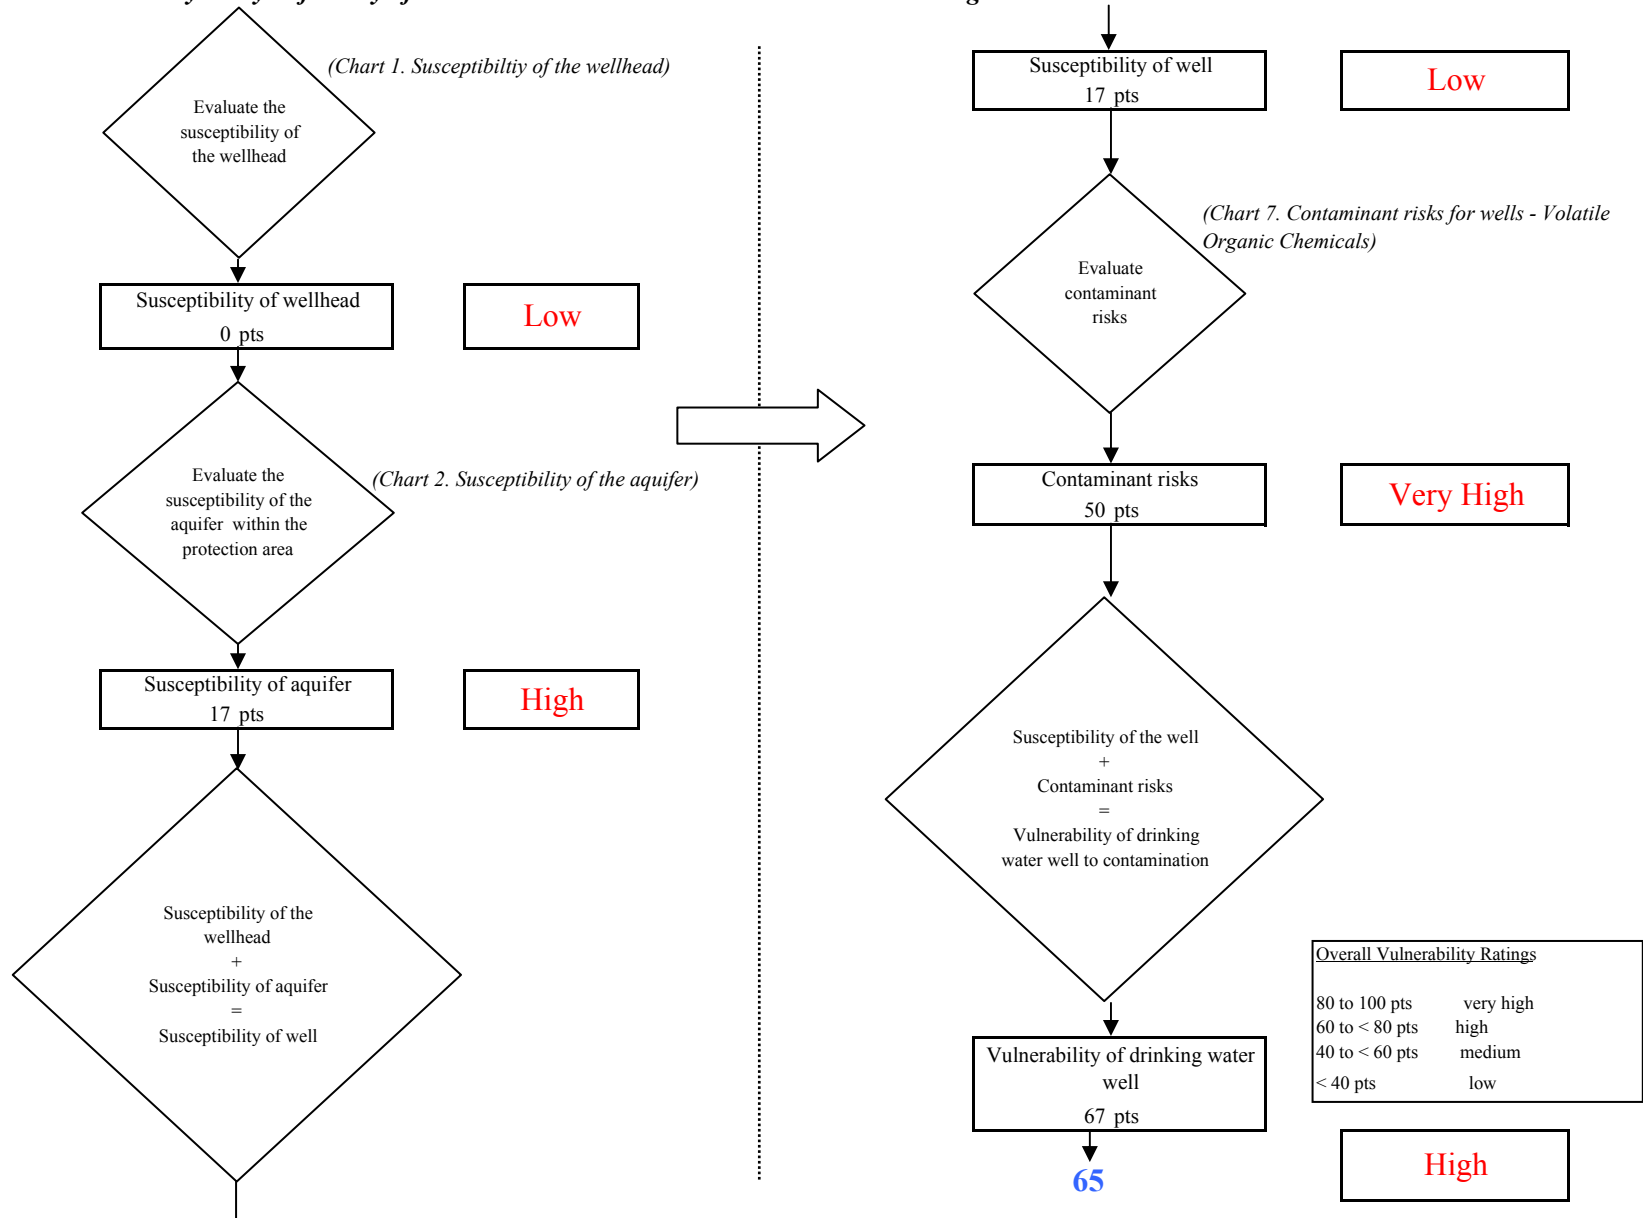 (Chart 1. Susceptibiltiy of the wellhead)
Evaluate the
susceptibility of
the wellhead
Susceptibility of wellhead
0 pts
Low
Evaluate the
susceptibility of the
aquifer within the
protection area
(Chart 2. Susceptibility of the aquifer)
Susceptibility of aquifer
17 pts
High
Susceptibility of the
wellhead
+
Susceptibility of aquifer
=
Susceptibility of well
Susceptibility of well
17 pts
Low
(Chart 7. Contaminant risks for wells - Volatile
Organic Chemicals)
Evaluate
contaminant
risks
Contaminant risks
50 pts
Very High
Susceptibility of the well
+
Contaminant risks
=
Vulnerability of drinking
water well to contamination
Overall Vulnerability Ratings
80 to 100 pts very high
60 to < 80 pts high
40 to < 60 pts medium
< 40 pts low
Vulnerability of drinking water
well
67 pts
65
High